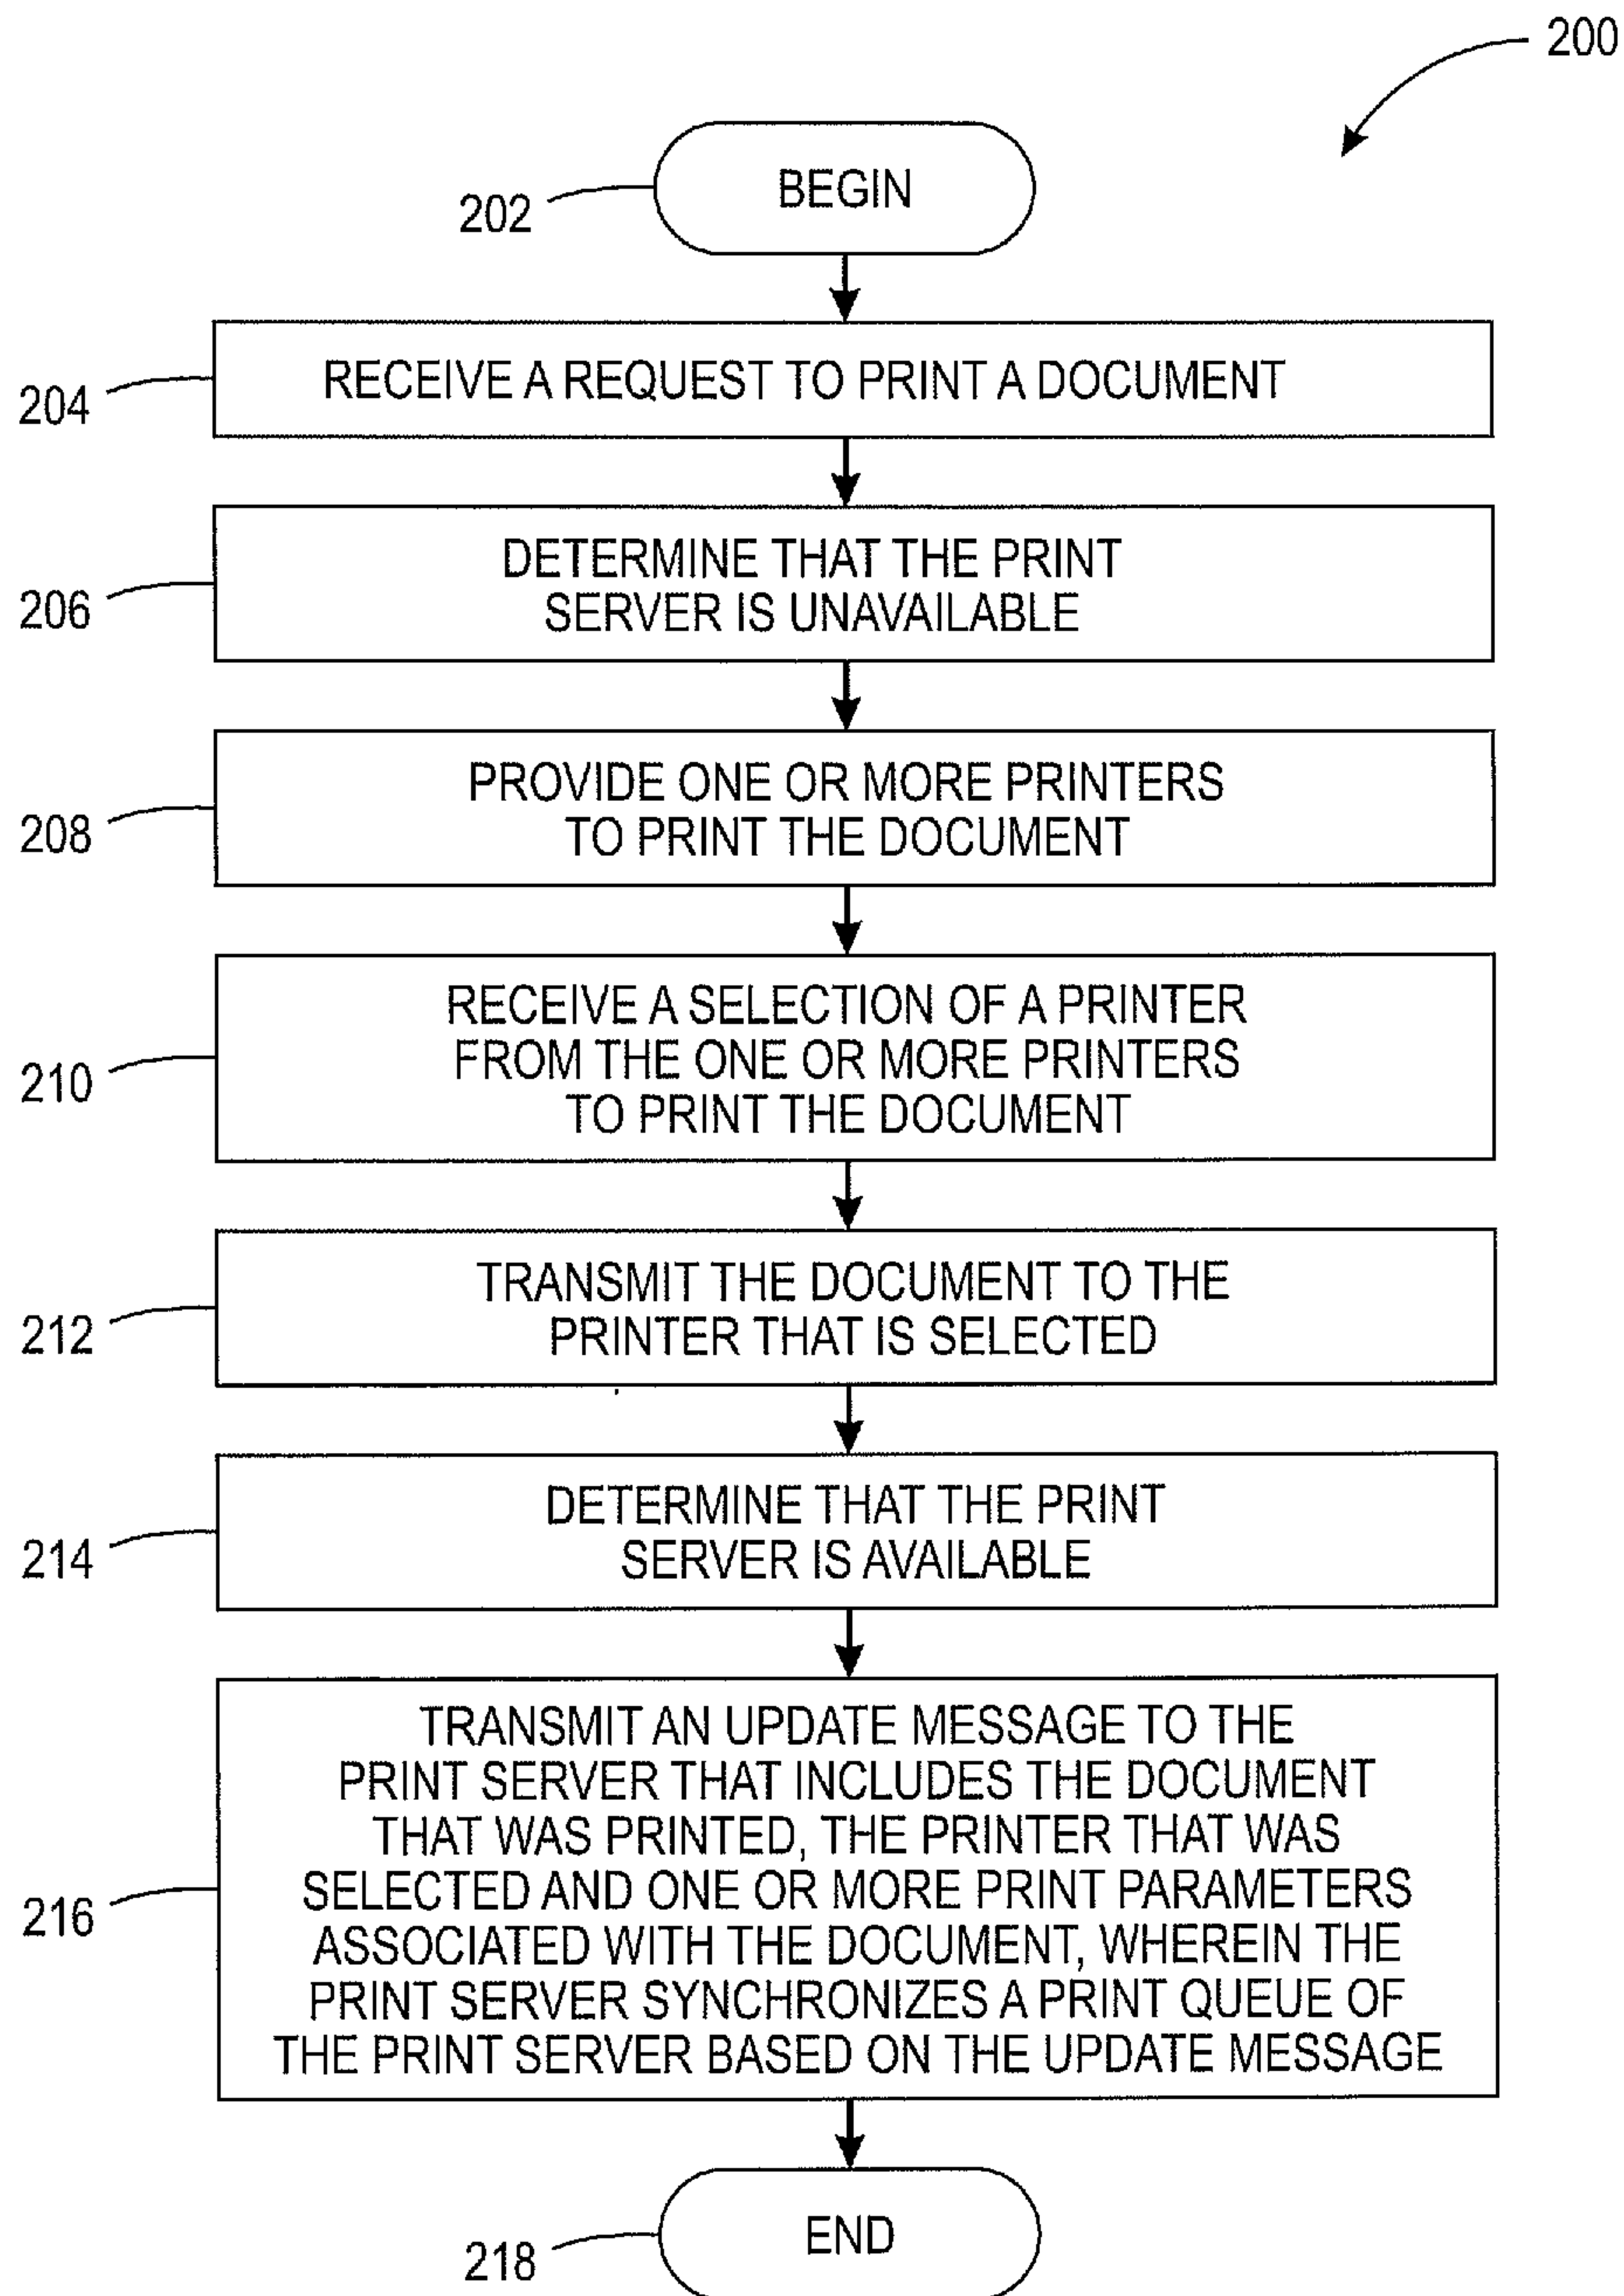 200
BEGIN
202
RECEIVE A REQUEST TO PRINT A DOCUMENT
204
DETERMINE THAT THE PRINT
SERVER IS UNAVAILABLE
206
PROVIDE ONE OR MORE PRINTERS
TO PRINT THE DOCUMENT
208
RECEIVE A SELECTION OF A PRINTER
FROM THE ONE OR MORE PRINTERS
TO PRINT THE DOCUMENT
210
TRANSMIT THE DOCUMENT TO THE
PRINTER THAT IS SELECTED
212
DETERMINE THAT THE PRINT
SERVER IS AVAILABLE
214
TRANSMIT AN UPDATE MESSAGE TO THE
PRINT SERVER THAT INCLUDES THE DOCUMENT
THAT WAS PRINTED, THE PRINTER THAT WAS
SELECTED AND ONE OR MORE PRINT PARAMETERS
ASSOCIATED WITH THE DOCUMENT, WHEREIN THE
PRINT SERVER SYNCHRONIZES A PRINT QUEUE OF
THE PRINT SERVER BASED ON THE UPDATE MESSAGE
216
END
218